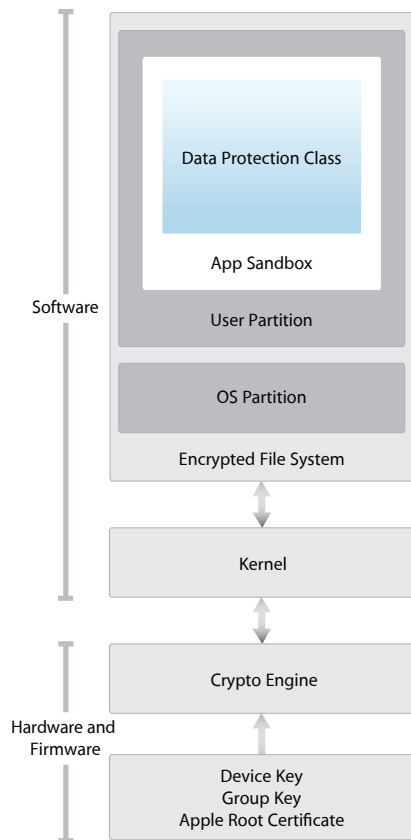 Data Protection Class
App Sandbox
User Partition
Software
OS Partition
Encrypted File System
Kernel
Crypto Engine
Hardware and
Firmware
Device Key
Group Key
Apple Root Certificate